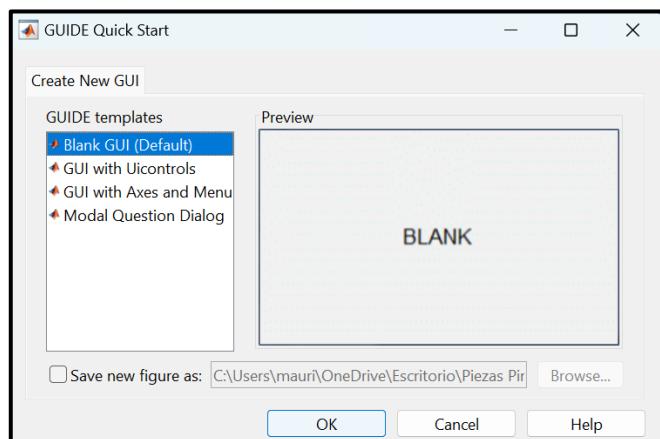 GUIDE Quick Start
Create New GUI
GUIDE templates
Blank GUI (Default)
GUI with Uicontrols
GUI with Axes and Menu
Modal Question Dialog
Preview
BLANK
Save new figure as: C:\Users\mauri\OneDrive\Escritorio\Piezas Pir Browse...
OK Cancel Help